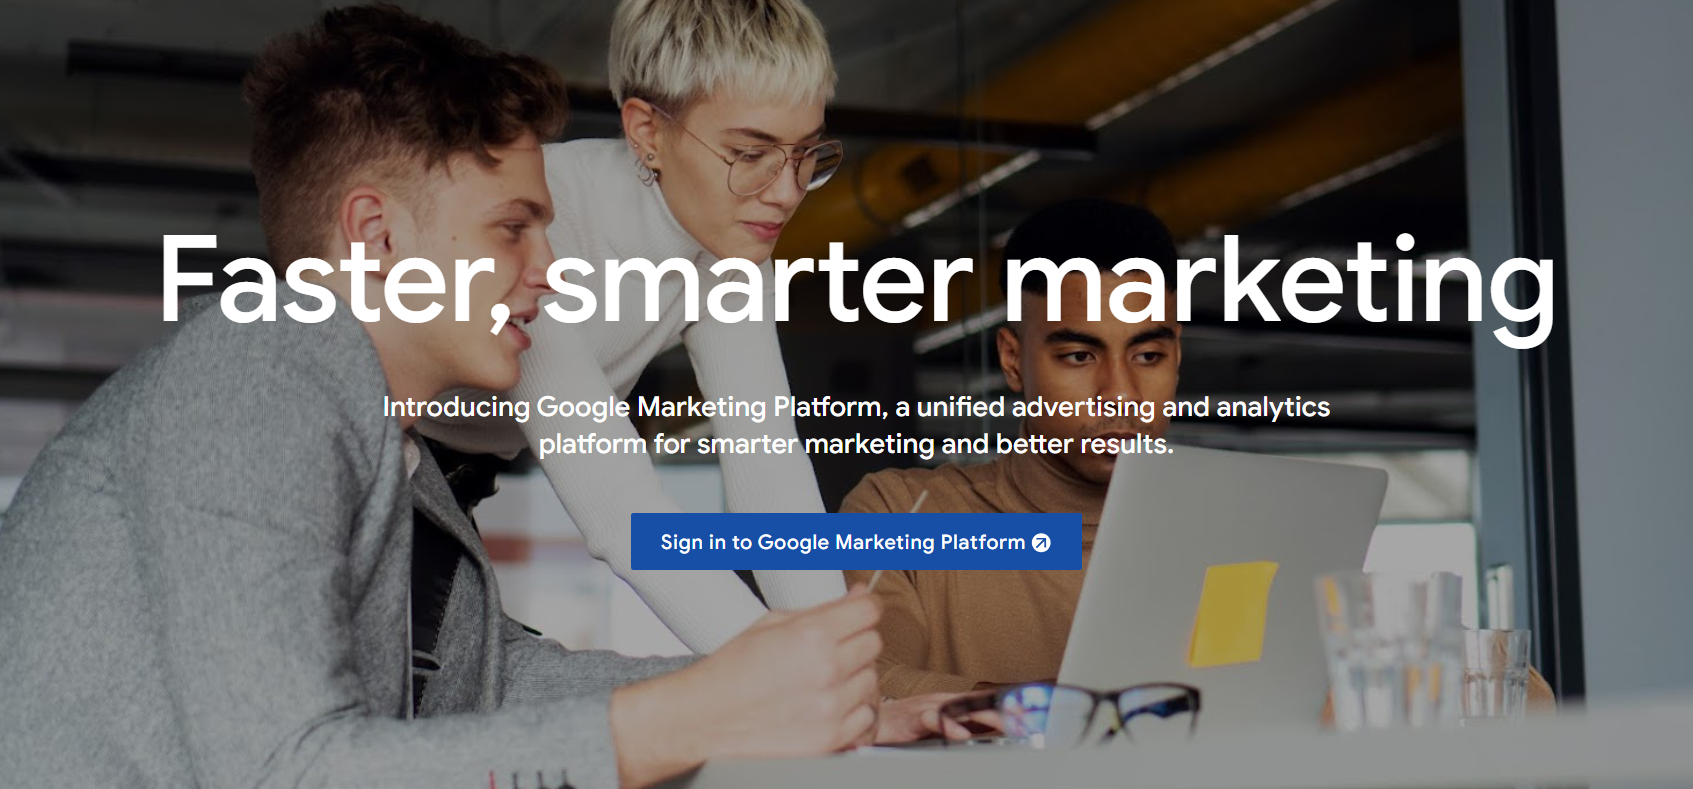 Faster, smarter marketing
Introducing Google Marketing Platform, a unified advertising and analytics
platform for smarter marketing and better results.
Sign in to Google Marketing Platform